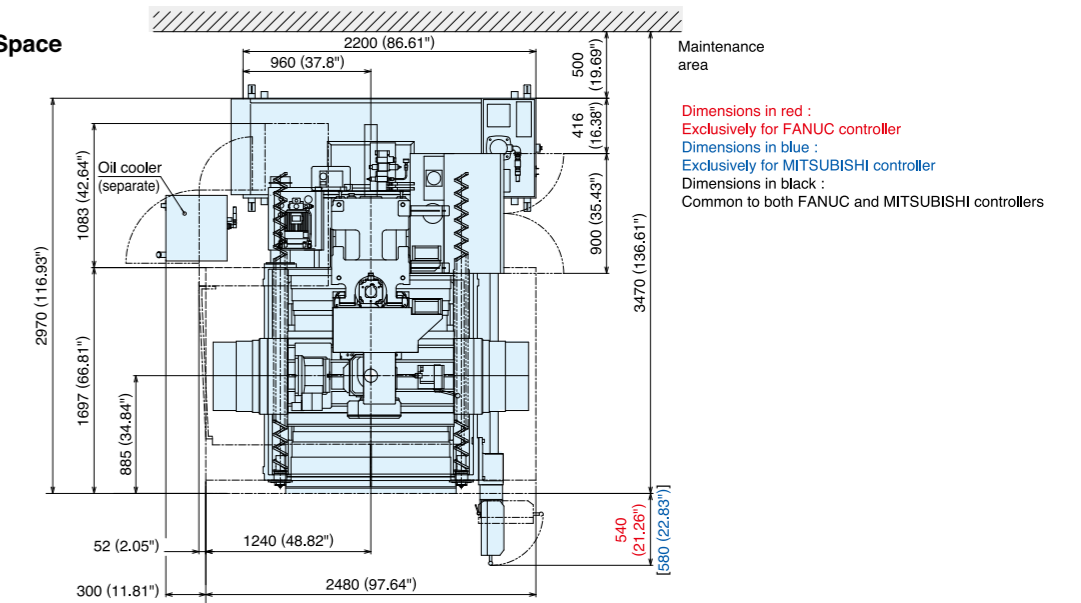 Space
2200 (86.61")
960 (37.8")
500
(19.69")
Maintenance
area
416
(16.38")
Dimensions in red :
Exclusively for FANUC controller
Dimensions in blue :
Exclusively for MITSUBISHI controller
Dimensions in black :
Common to both FANUC and MITSUBISHI controllers
Oil cooler
(separate)
1083 (42.64")
900 (35.43")
3470 (136.61")
2970 (116.93")
1697 (66.81")
885 (34.84")
540
(21.26")
[580 (22.83")]
52 (2.05")
1240 (48.82")
300 (11.81")
2480 (97.64")